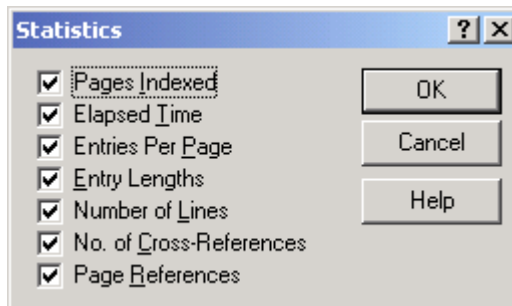 Statistics
Pages Indexed
Elapsed Time
Entries Per Page
Entry Lengths
Number of Lines
No. of Cross-References
Page References
OK
Cancel
Help